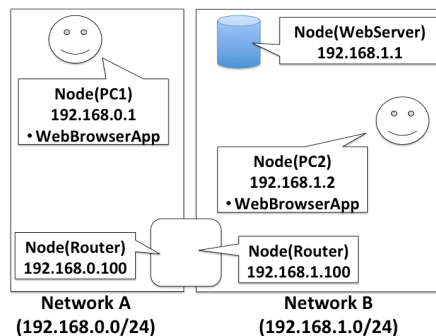 Node(PC1)
192.168.0.1
• WebBrowserApp
Node(WebServer)
192.168.1.1
Node(PC2)
192.168.1.2
• WebBrowserApp
Node(Router)
192.168.0.100
Node(Router)
192.168.1.100
Network A
(192.168.0.0/24)
Network B
(192.168.1.0/24)